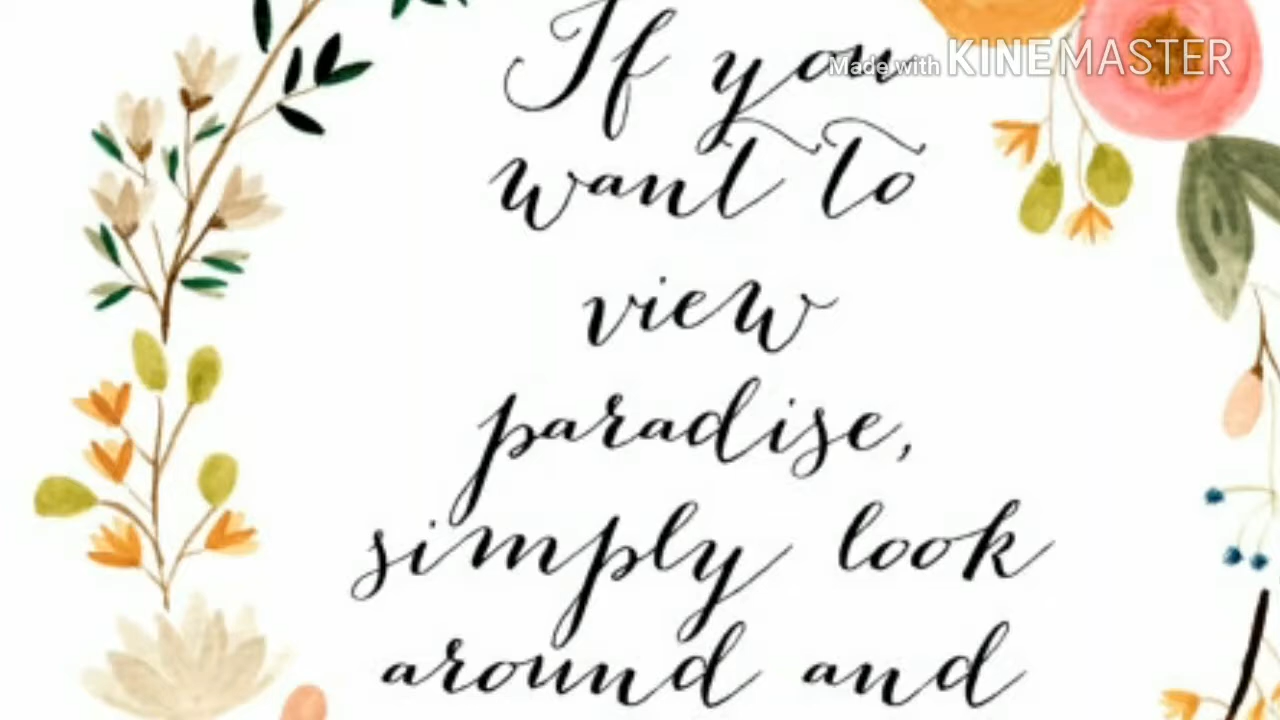 If you
Made with KINEMASTER
want to
view
paradise,
simply look
around and